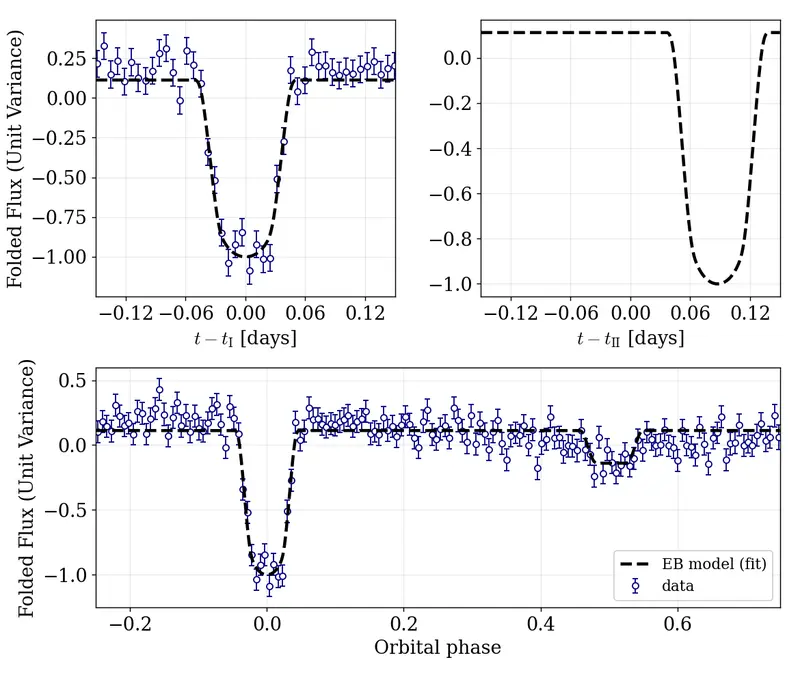 Folded Flux (Unit Variance)
0.25
0.00
−0.25
−0.50
−0.75
−1.00
−0.12 −0.06 0.00 0.06 0.12
t − tI [days]
0.0
−0.2
−0.4
−0.6
−0.8
−1.0
−0.12 −0.06 0.00 0.06 0.12
t − tII [days]
Folded Flux (Unit Variance)
0.5
0.0
−0.5
−1.0
EB model (fit)
data
−0.2 0.0 0.2 0.4 0.6
Orbital phase